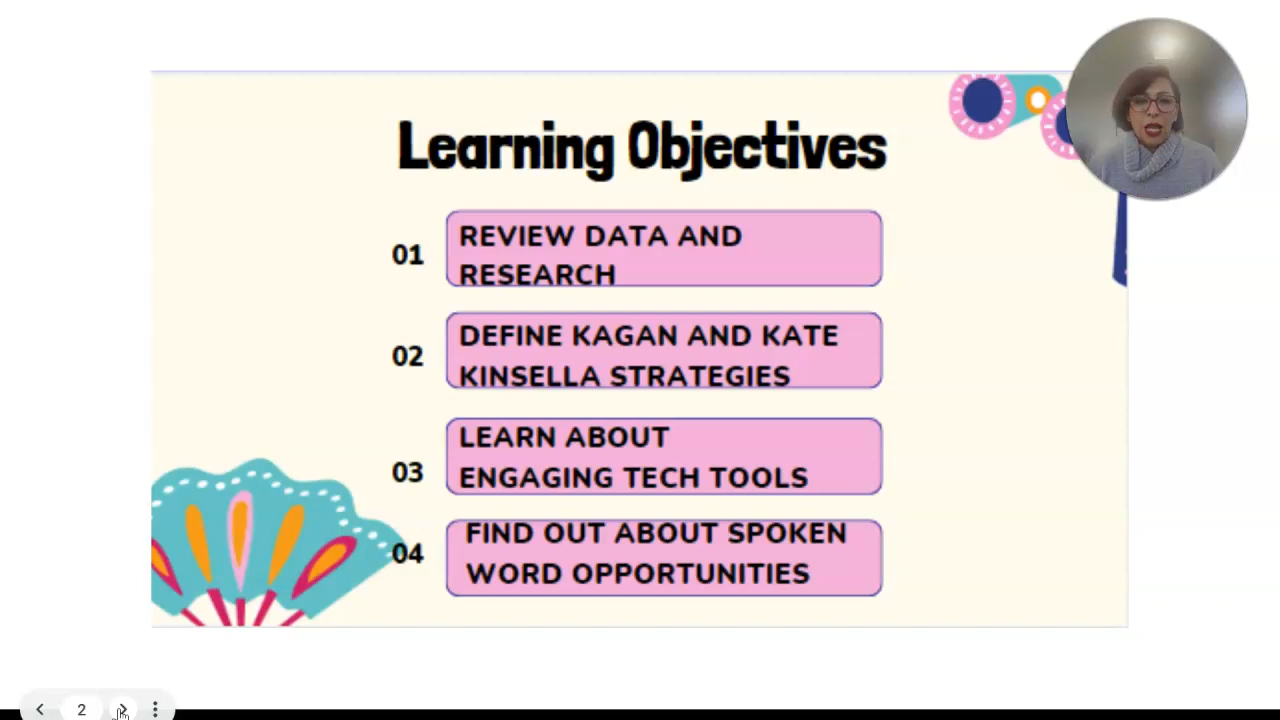 Learning Objectives
01
REVIEW DATA AND
RESEARCH
02
DEFINE KAGAN AND KATE
KINSELLA STRATEGIES
03
LEARN ABOUT
ENGAGING TECH TOOLS
04
FIND OUT ABOUT SPOKEN
WORD OPPORTUNITIES
2